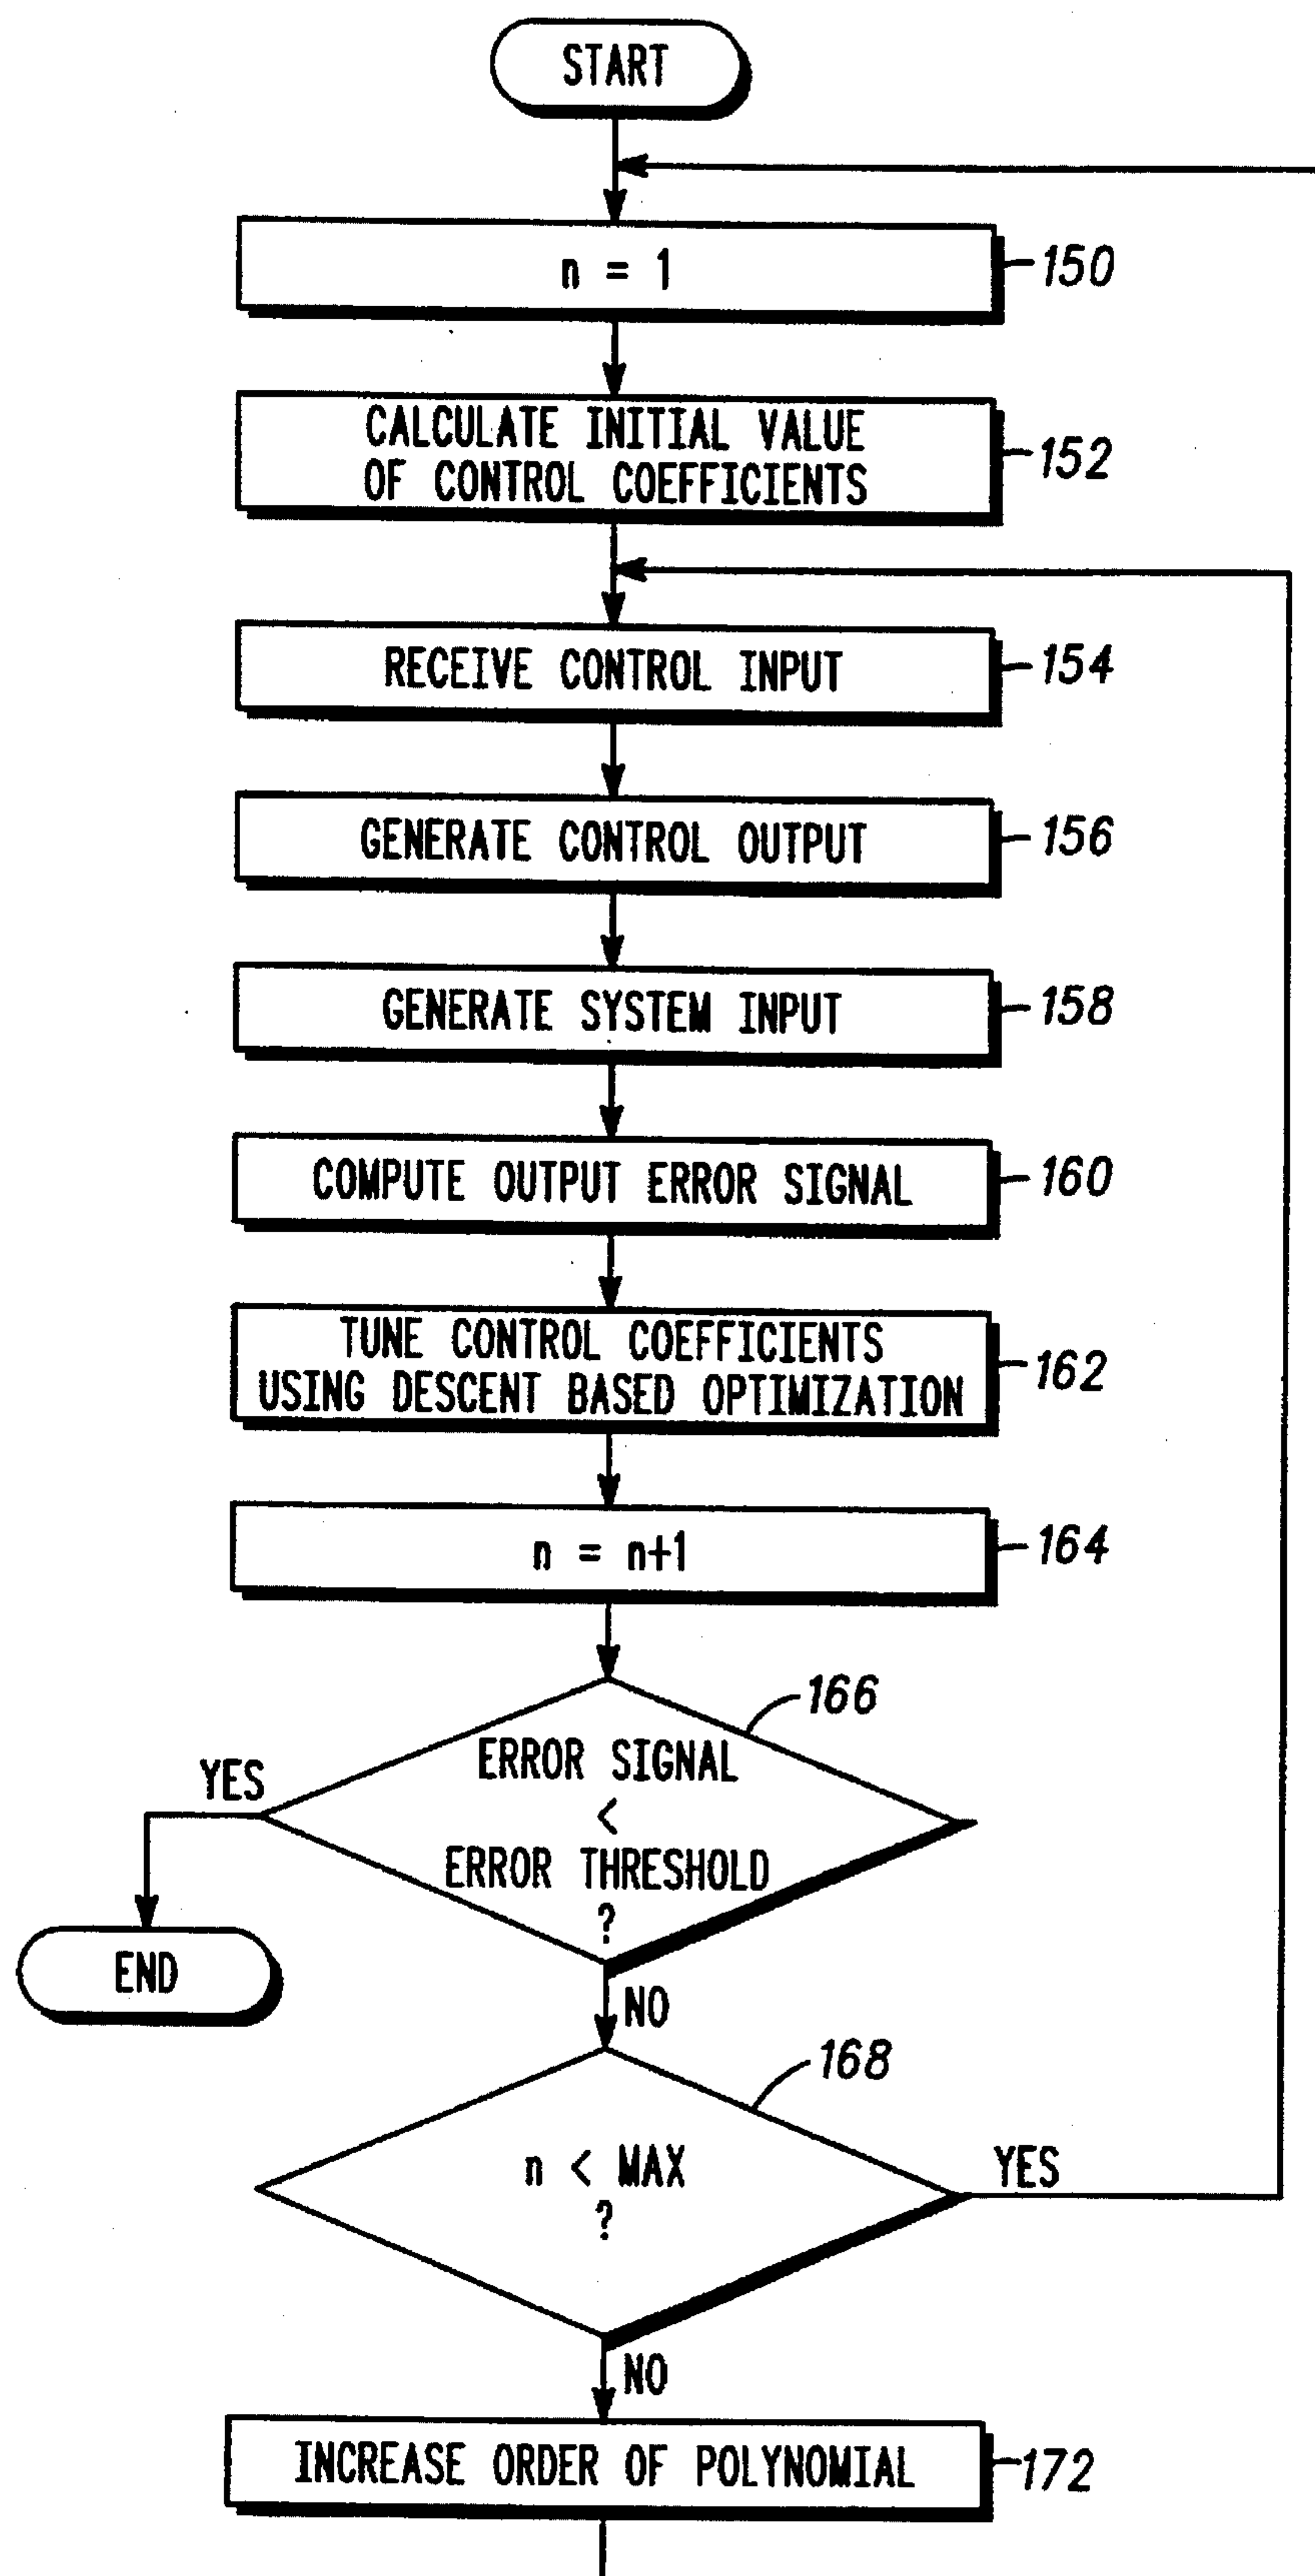 START
n = 1
150
CALCULATE INITIAL VALUE
OF CONTROL COEFFICIENTS
152
RECEIVE CONTROL INPUT
154
GENERATE CONTROL OUTPUT
156
GENERATE SYSTEM INPUT
158
COMPUTE OUTPUT ERROR SIGNAL
160
TUNE CONTROL COEFFICIENTS
USING DESCENT BASED OPTIMIZATION
162
n = n+1
164
166
ERROR SIGNAL
<
ERROR THRESHOLD
?
YES
END
NO
168
n < MAX
?
YES
NO
INCREASE ORDER OF POLYNOMIAL
172